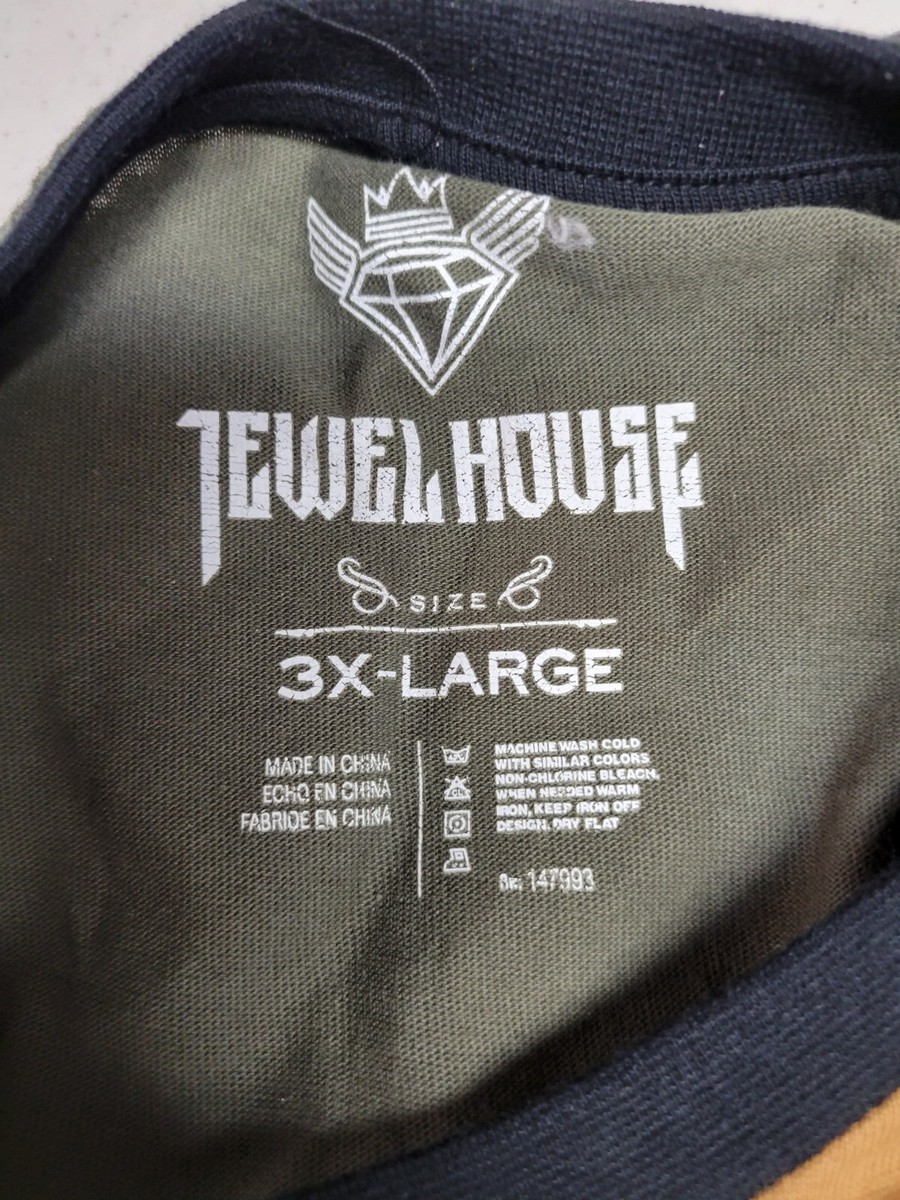 JEWEL HOUSE
SIZE
3X-LARGE
MADE IN CHINA
ECHO EN CHINA
FABRIQE EN CHINA
MACHINE WASH COLD
WITH SIMILAR COLORS
NON-CHLORINE BLEACH,
WHEN NEEDED WARM
IRON, KEEP IRON OFF
DESIGN. DRY FLAT
147993